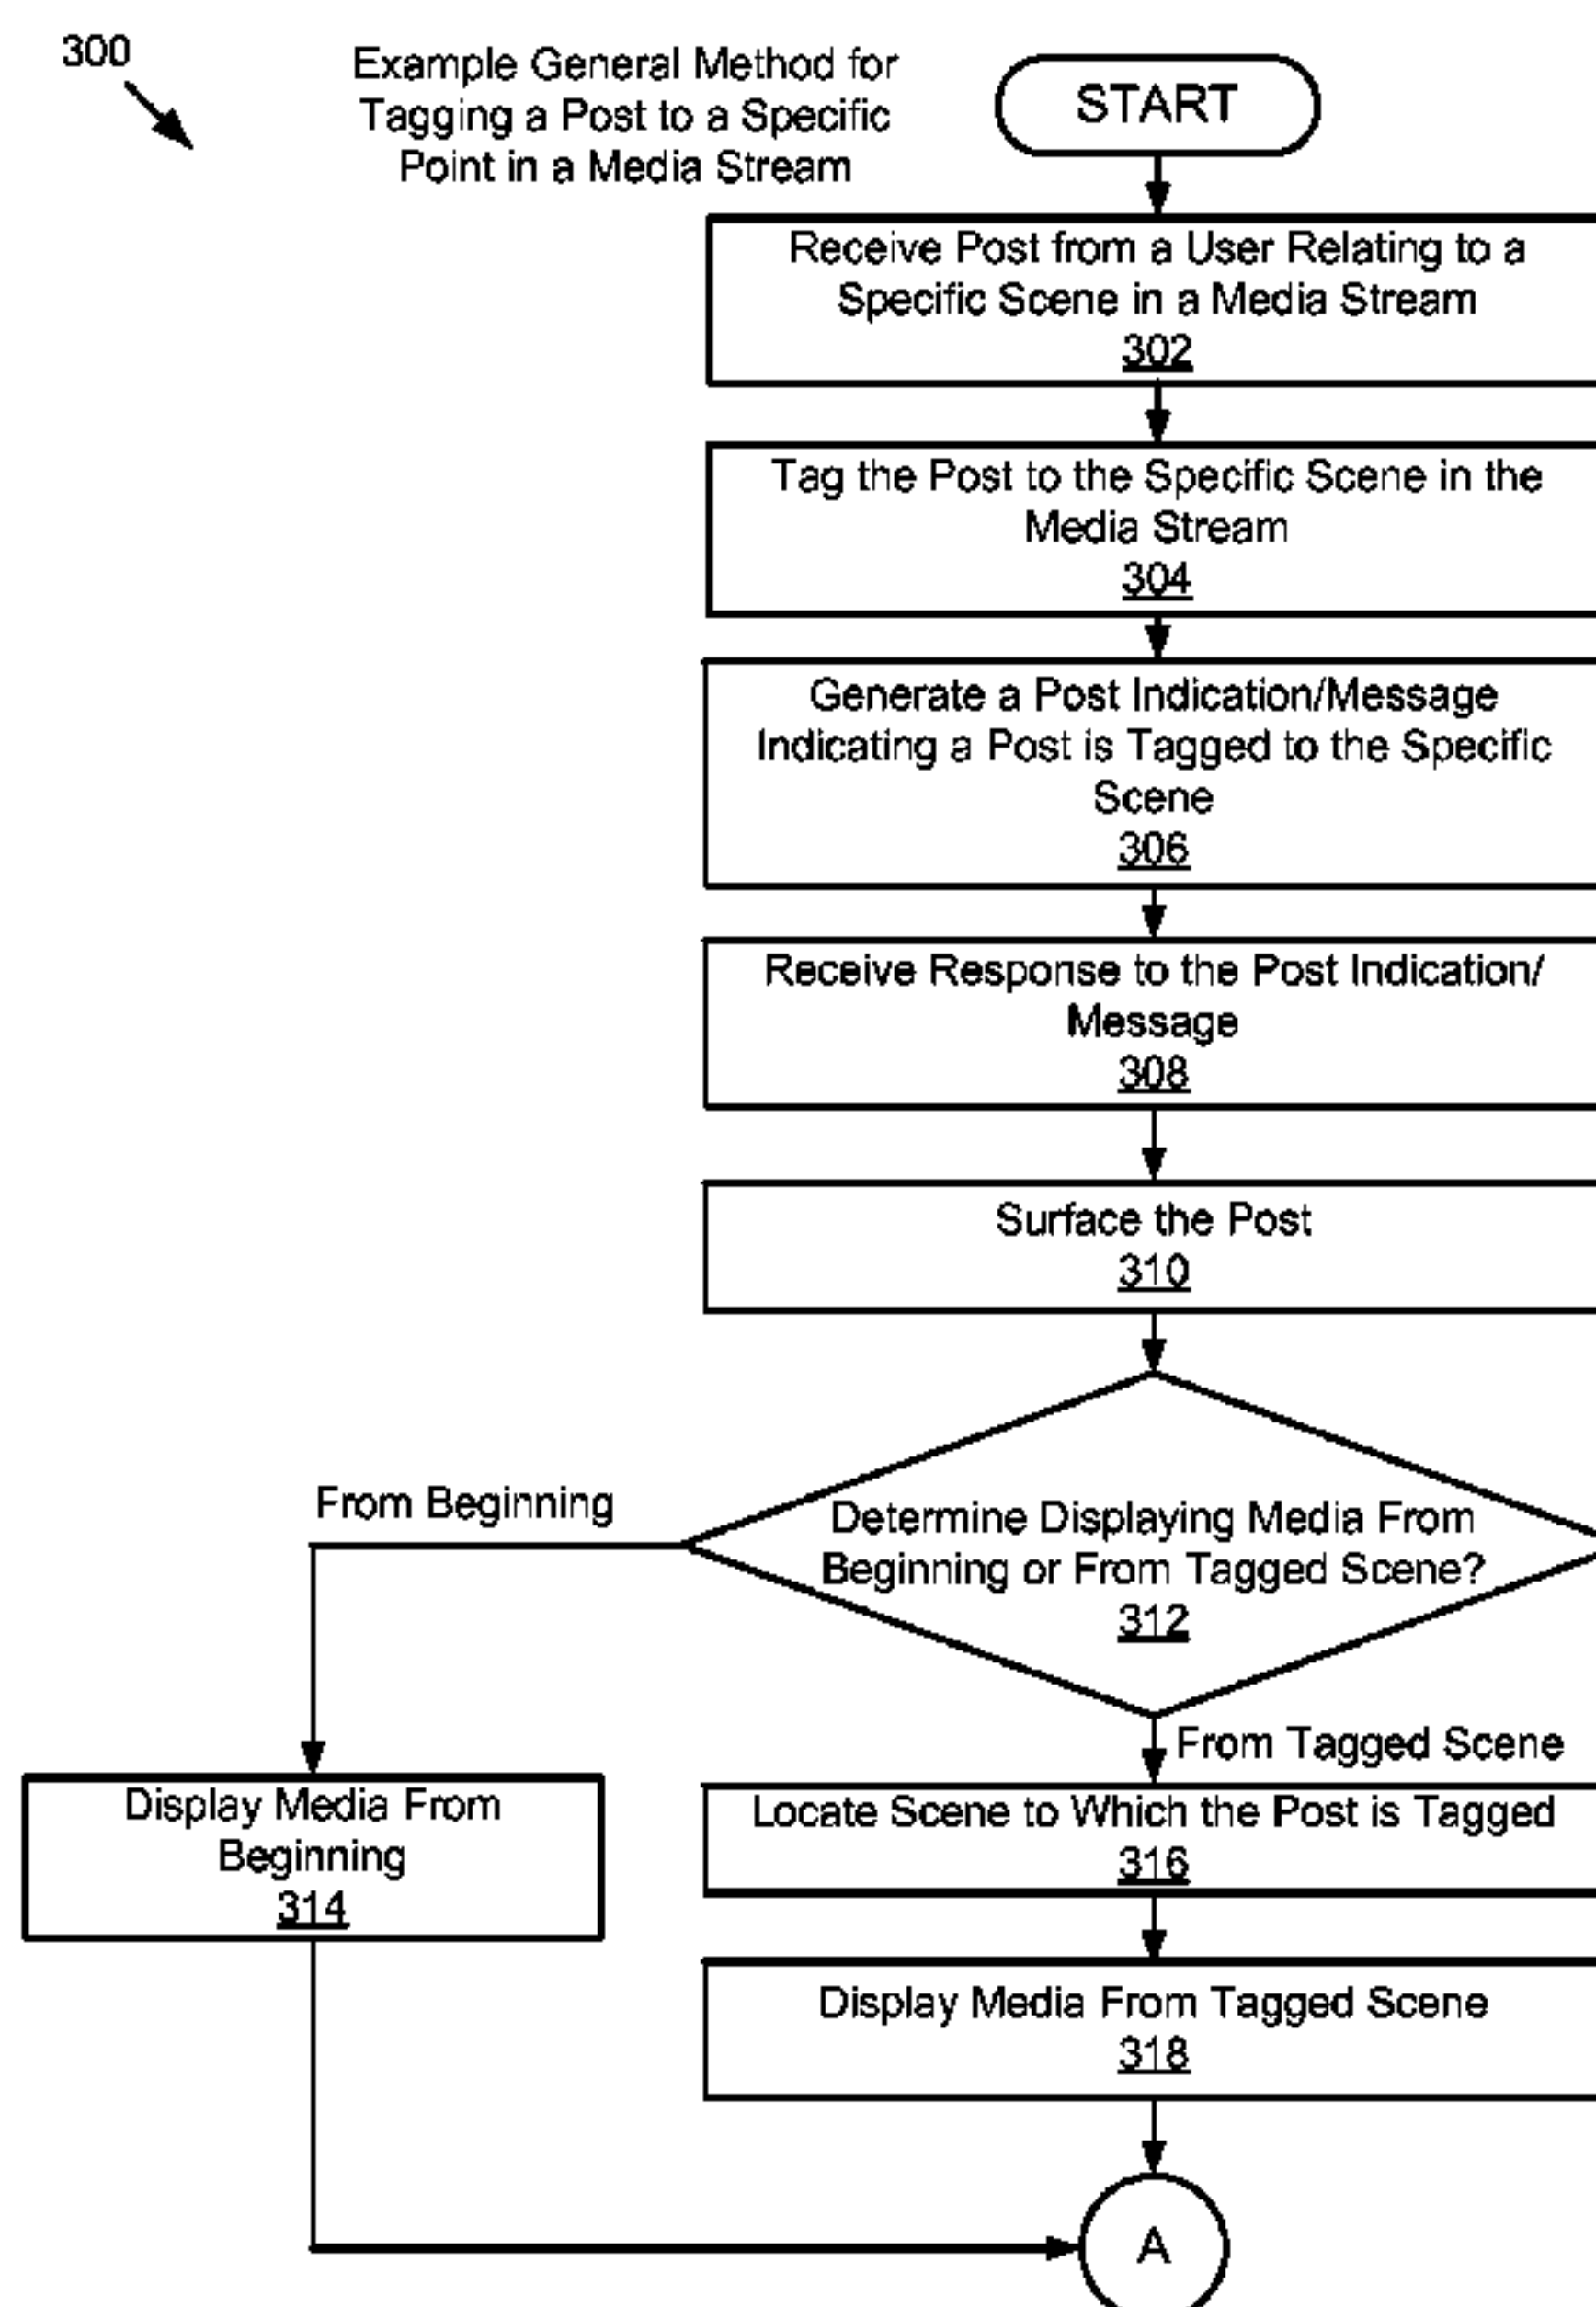 300
Example General Method for
Tagging a Post to a Specific
Point in a Media Stream
START
Receive Post from a User Relating to a
Specific Scene in a Media Stream
302
Tag the Post to the Specific Scene in the
Media Stream
304
Generate a Post Indication/Message
Indicating a Post is Tagged to the Specific
Scene
306
Receive Response to the Post Indication/
Message
308
Surface the Post
310
From Beginning
Determine Displaying Media From
Beginning or From Tagged Scene?
312
From Tagged Scene
Display Media From
Beginning
314
Locate Scene to Which the Post is Tagged
316
Display Media From Tagged Scene
318
A